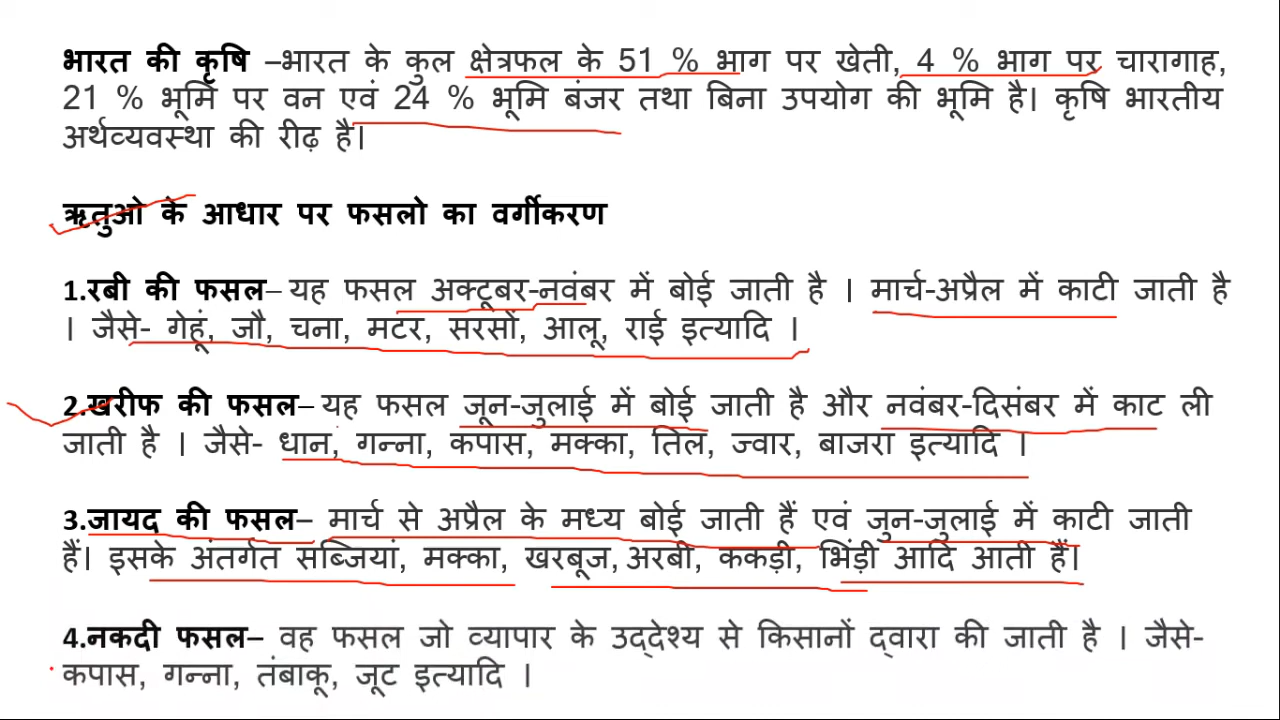 भारत की कृषि –भारत के कुल क्षेत्रफल के 51 % भाग पर खेती, 4 % भाग पर चारागाह,
21 % भूमि पर वन एवं 24 % भूमि बंजर तथा बिना उपयोग की भूमि है। कृषि भारतीय
अर्थव्यवस्था की रीढ़ है।
ऋतुओ के आधार पर फसलो का वर्गीकरण
1.रबी की फसल– यह फसल अक्टूबर-नवंबर में बोई जाती है । मार्च-अप्रैल में काटी जाती है
। जैसे- गेहूं, जौ, चना, मटर, सरसों, आलू, राई इत्यादि ।
2.खरीफ की फसल– यह फसल जून-जुलाई में बोई जाती है और नवंबर-दिसंबर में काट ली
जाती है । जैसे- धान, गन्ना, कपास, मक्का, तिल, ज्वार, बाजरा इत्यादि ।
3.जायद की फसल– मार्च से अप्रैल के मध्य बोई जाती हैं एवं जुन-जुलाई में काटी जाती
हैं। इसके अंतर्गत सब्जियां, मक्का, खरबूज, अरबी, ककड़ी, भिंड़ी आदि आती हैं।
4.नकदी फसल– वह फसल जो व्यापार के उद्देश्य से किसानों द्वारा की जाती है । जैसे-
कपास, गन्ना, तंबाकू, जूट इत्यादि ।